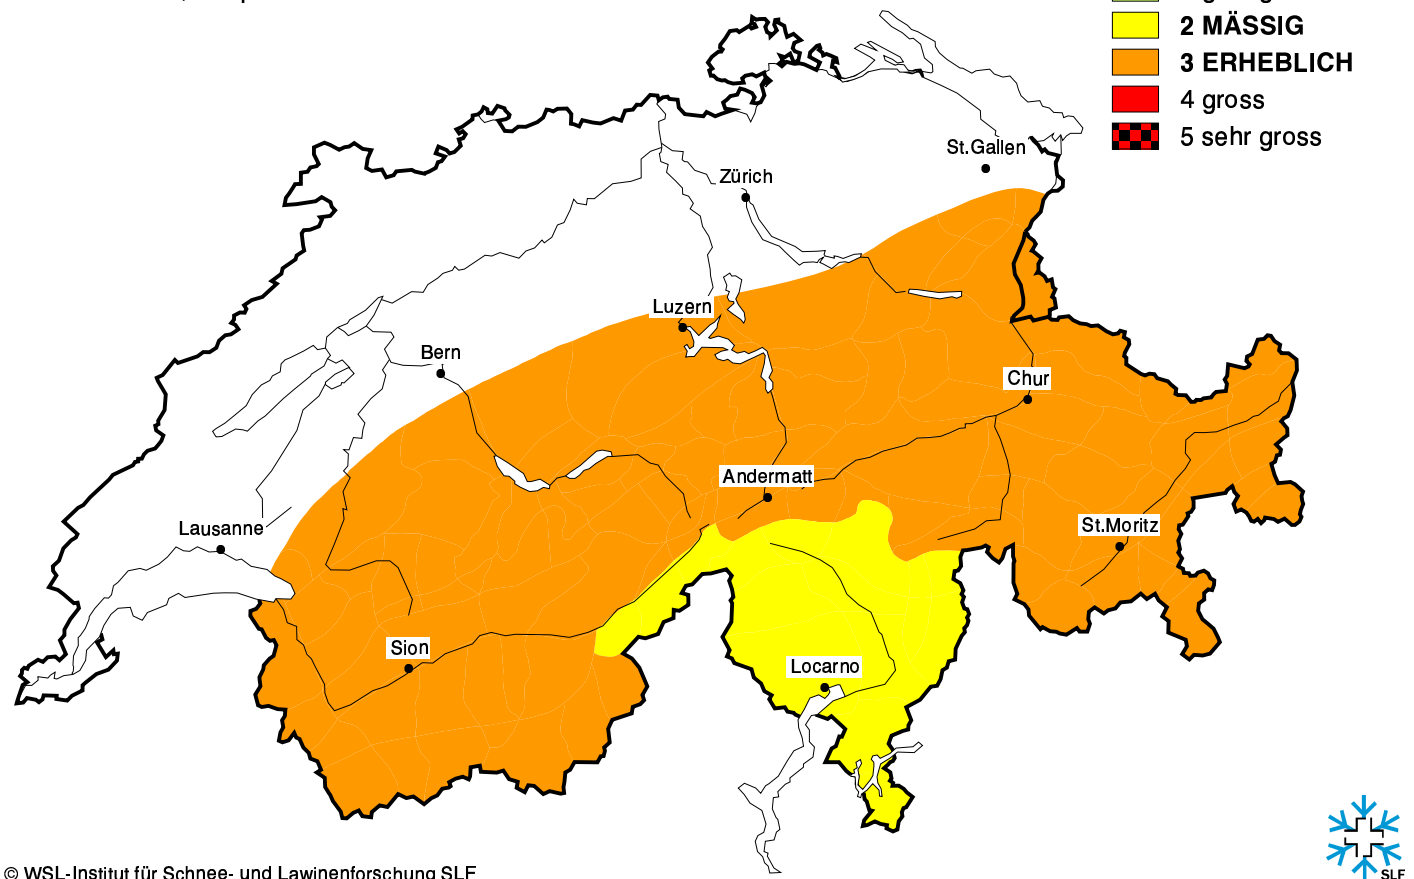 2 MÄSSIG
3 ERHEBLICH
4 gross
5 sehr gross
St.Gallen
Zürich
Luzern
Bern
Chur
Andermatt
Lausanne
St.Moritz
Sion
Locarno
© WSL-Institut für Schnee- und Lawinenforschung SLF
SLF